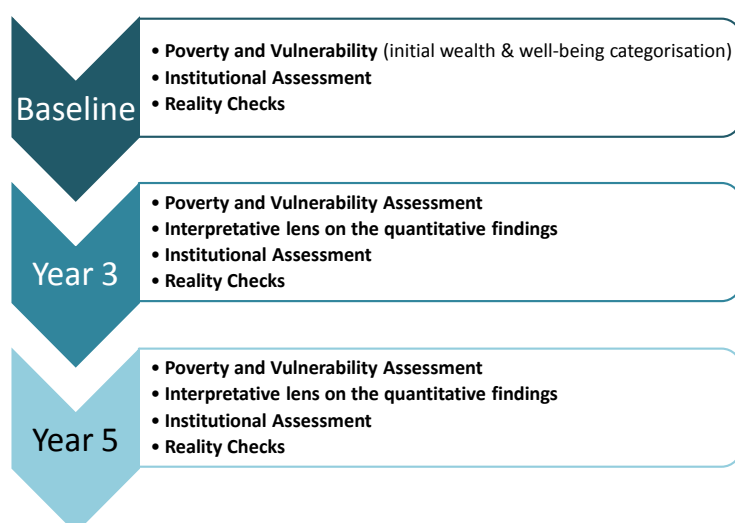 Baseline
• Poverty and Vulnerability (initial wealth & well-being categorisation)
• Institutional Assessment
• Reality Checks
Year 3
• Poverty and Vulnerability Assessment
• Interpretative lens on the quantitative findings
• Institutional Assessment
• Reality Checks
Year 5
• Poverty and Vulnerability Assessment
• Interpretative lens on the quantitative findings
• Institutional Assessment
• Reality Checks